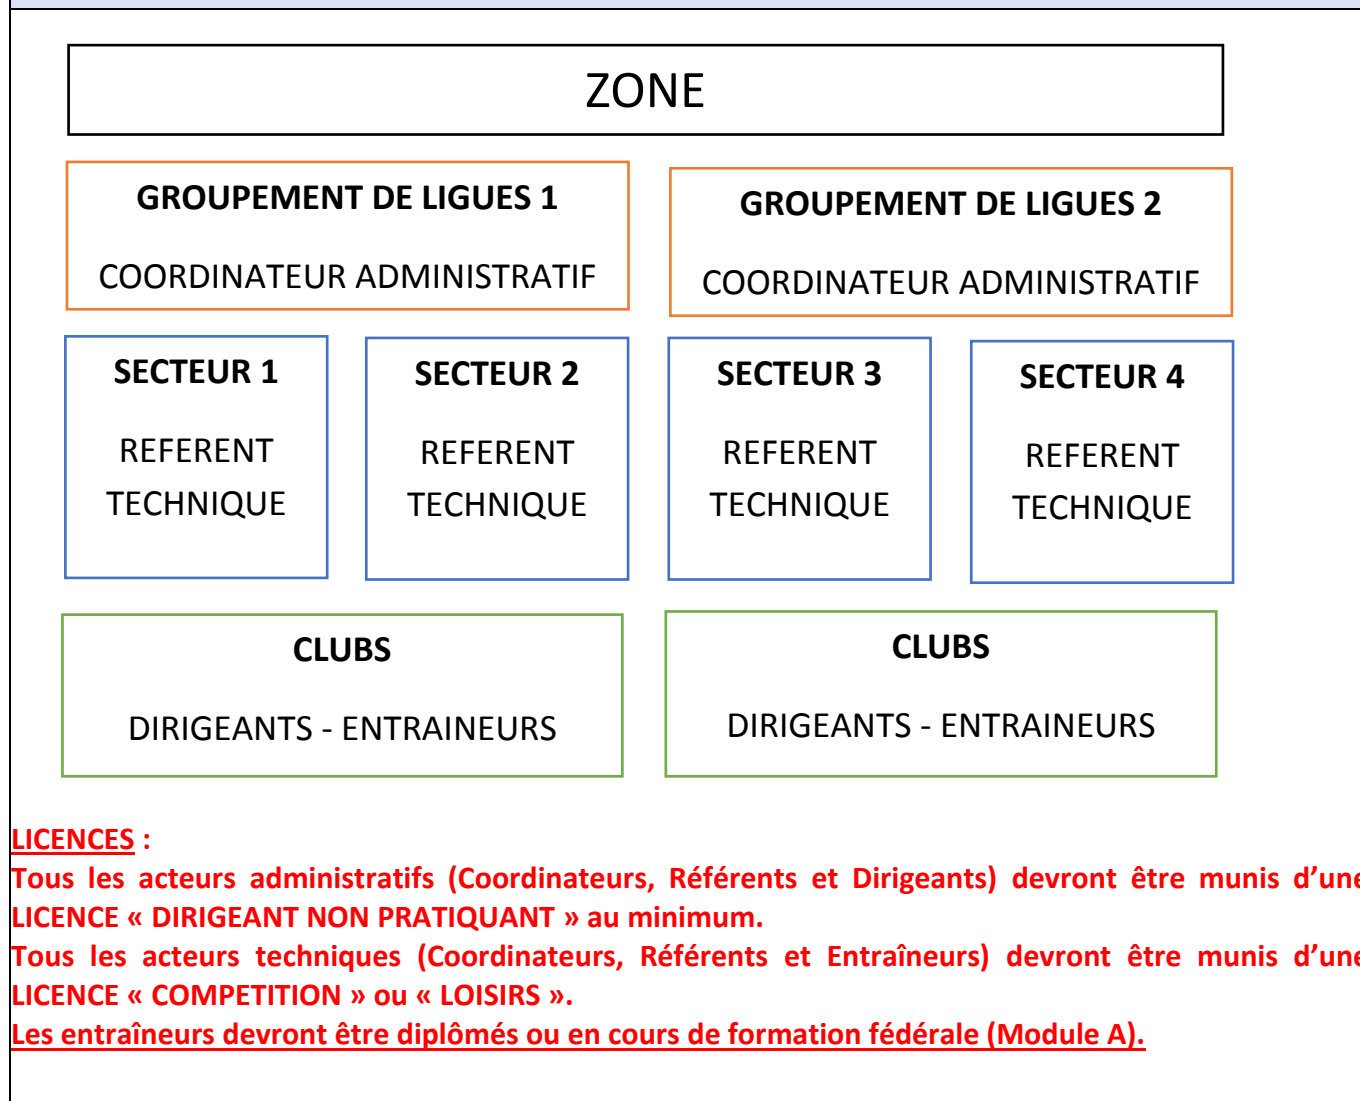 ZONE
GROUPEMENT DE LIGUES 1
COORDINATEUR ADMINISTRATIF
GROUPEMENT DE LIGUES 2
COORDINATEUR ADMINISTRATIF
SECTEUR 1
REFERENT
TECHNIQUE
SECTEUR 2
REFERENT
TECHNIQUE
SECTEUR 3
REFERENT
TECHNIQUE
SECTEUR 4
REFERENT
TECHNIQUE
CLUBS
DIRIGEANTS - ENTRAINEURS
CLUBS
DIRIGEANTS - ENTRAINEURS
LICENCES :
Tous les acteurs administratifs (Coordinateurs, Référents et Dirigeants) devront être munis d’une
LICENCE « DIRIGEANT NON PRATIQUANT » au minimum.
Tous les acteurs techniques (Coordinateurs, Référents et Entraîneurs) devront être munis d’une
LICENCE « COMPETITION » ou « LOISIRS ».
Les entraîneurs devront être diplômés ou en cours de formation fédérale (Module A).